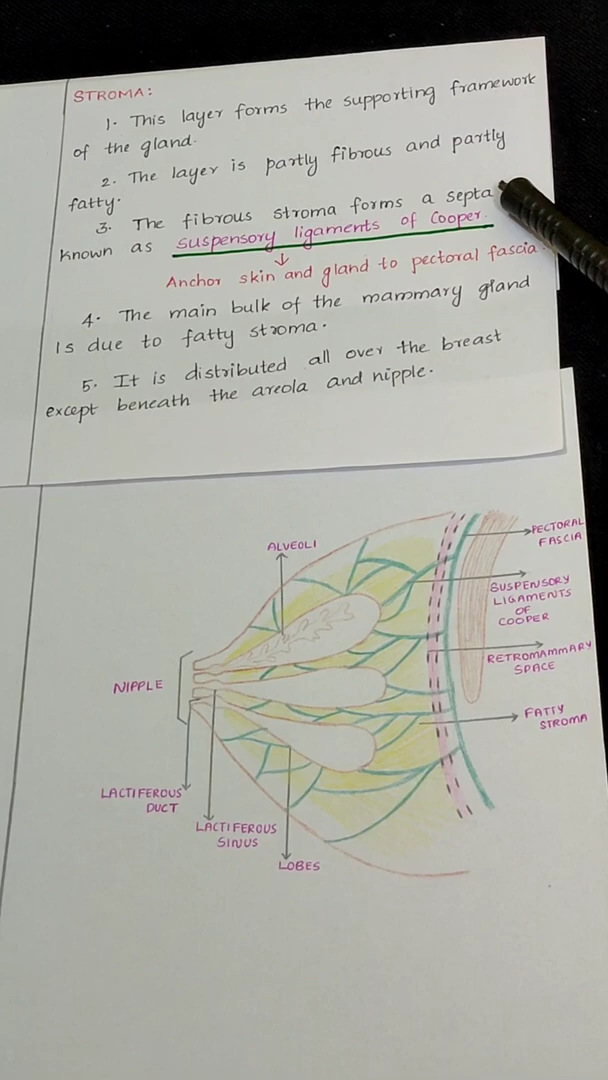 STROMA:
1. This layer forms the supporting framework
of the gland.
2. The layer is partly fibrous and partly
fatty.
3. The fibrous stroma forms a septa
known as suspensory ligaments of Cooper.
↓
Anchor skin and gland to pectoral fascia.
4. The main bulk of the mammary gland
is due to fatty stroma.
5. It is distributed all over the breast
except beneath the areola and nipple.
PECTORAL
FASCIA
ALVEOLI
SUSPENSORY
LIGAMENTS
OF
COOPER
RETROMAMMARY
SPACE
NIPPLE
FATTY
STROMA
LACTIFEROUS
DUCT
LACTIFEROUS
SINUS
LOBES